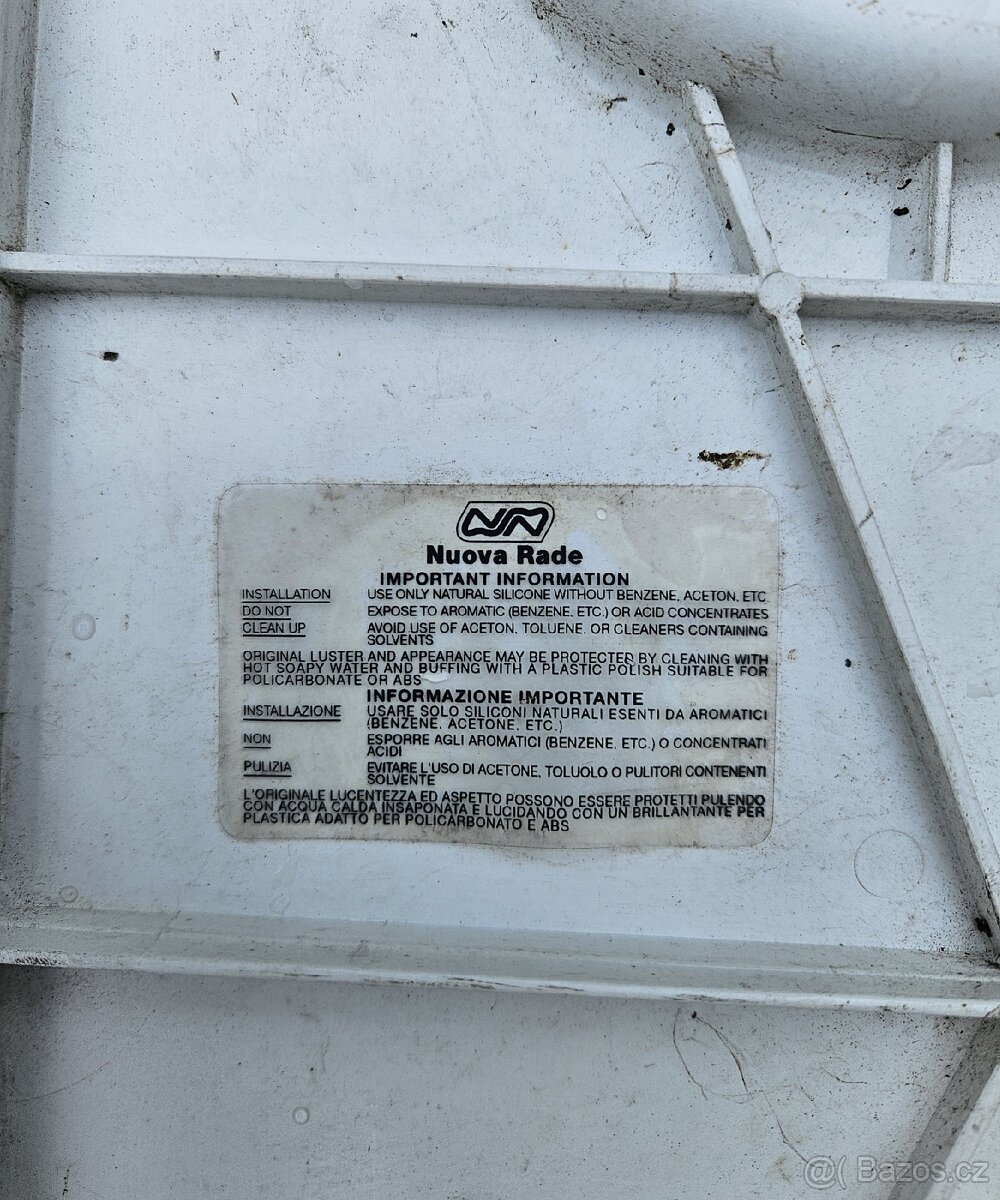 Nuova Rade
IMPORTANT INFORMATION
INSTALLATION USE ONLY NATURAL SILICONE WITHOUT BENZENE, ACETON, ETC
DO NOT EXPOSE TO AROMATIC (BENZENE, ETC.) OR ACID CONCENTRATES
CLEAN UP AVOID USE OF ACETON, TOLUENE, OR CLEANERS CONTAINING
SOLVENTS
ORIGINAL LUSTER AND APPEARANCE MAY BE PROTECTED BY CLEANING WITH
HOT SOAPY WATER AND BUFFING WITH A PLASTIC POLISH SUITABLE FOR
POLICARBONATE OR ABS
INFORMAZIONE IMPORTANTE
INSTALLAZIONE USARE SOLO SILICONI NATURALI ESENTI DA AROMATICI
(BENZENE, ACETONE, ETC.)
NON ESPORRE AGLI AROMATICI (BENZENE, ETC.) O CONCENTRATI
ACIDI
PULIZIA EVITARE L'USO DI ACETONE, TOLUOLO O PULITORI CONTENENTI
SOLVENTE
L'ORIGINALE LUCENTEZZA ED ASPETTO POSSONO ESSERE PROTETTI PULENDO
CON ACQUA CALDA INSAPONATA E LUCIDANDO CON UN BRILLANTANTE PER
PLASTICA ADATTO PER POLICARBONATO E ABS
@( Bazos.cz